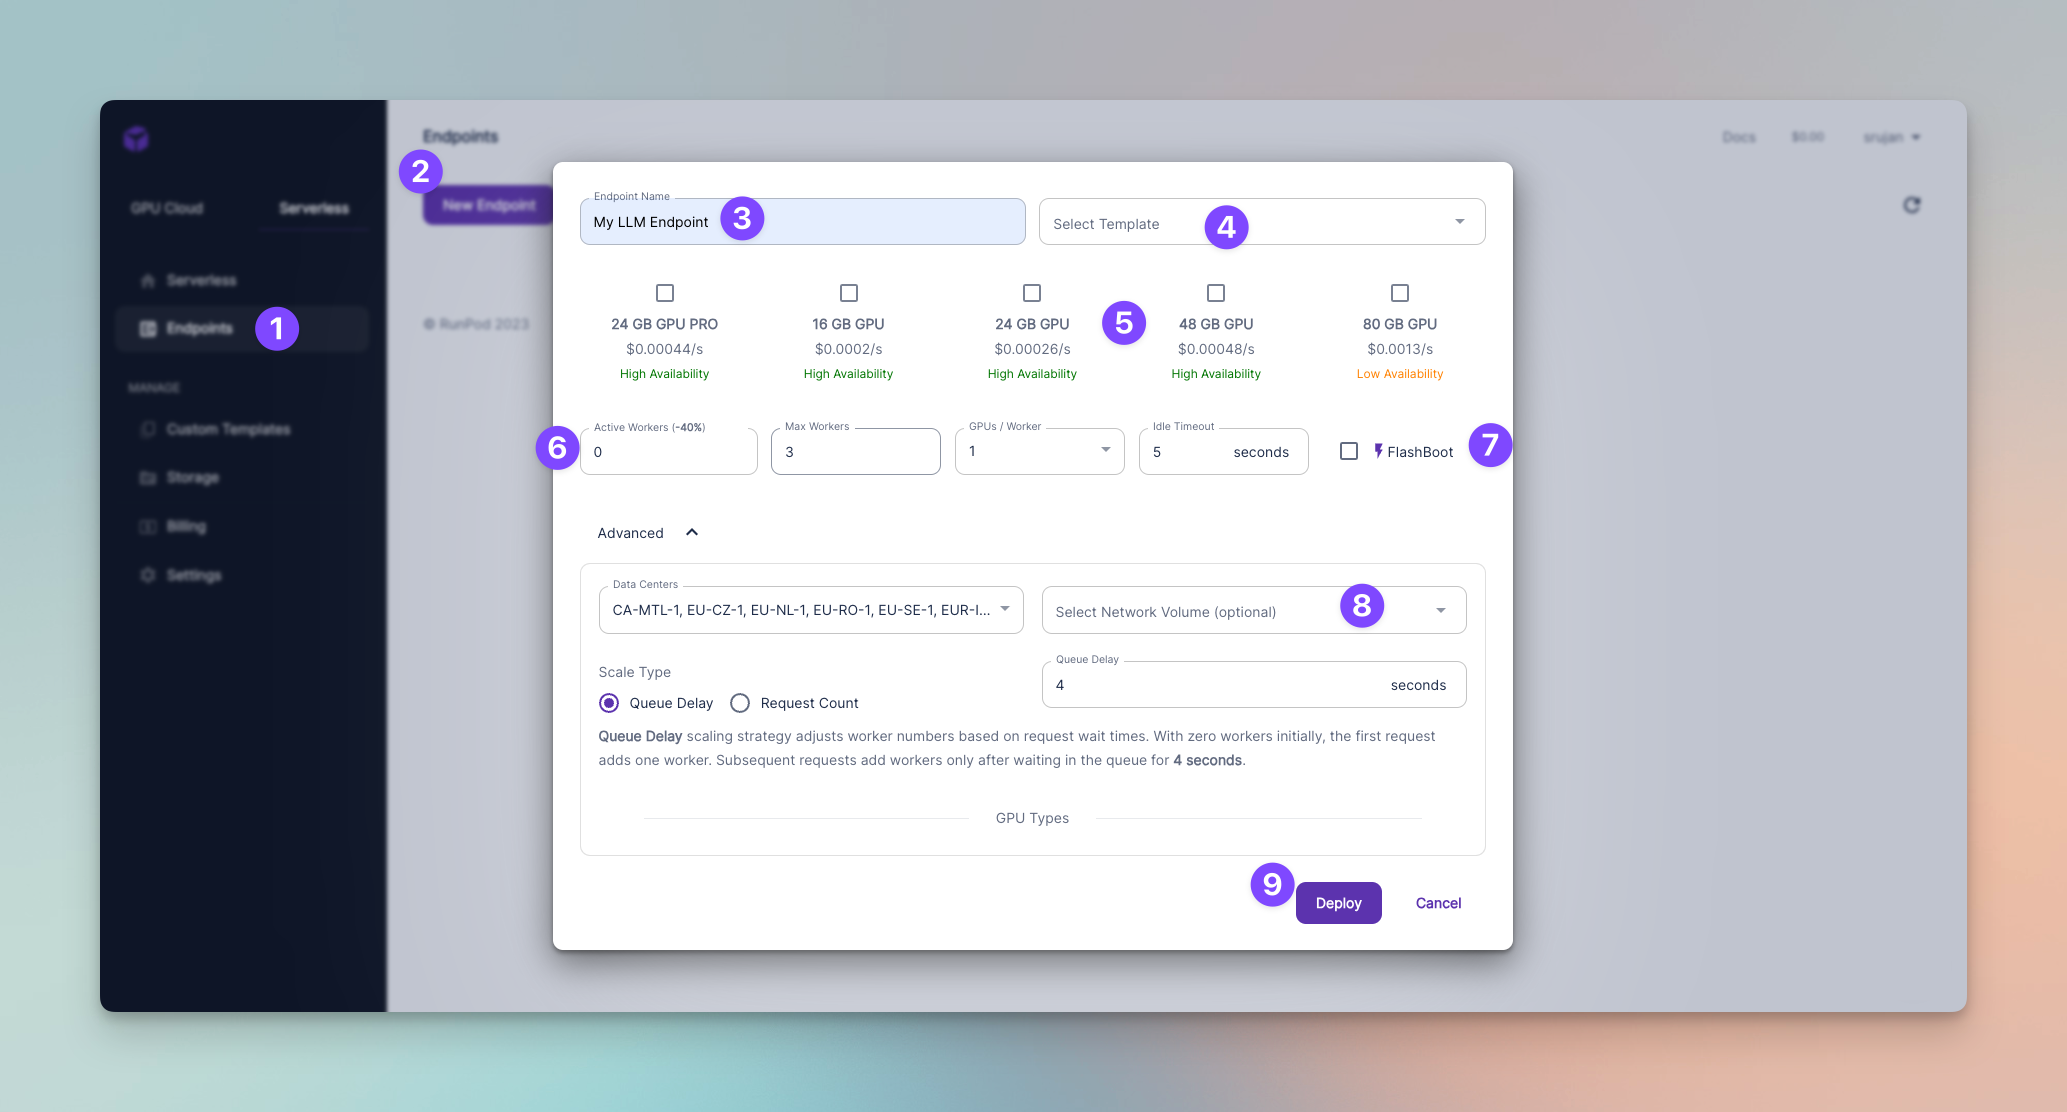 Endpoints
Docs
$0.00
srujan
2
GPU Cloud
Serverless
New Endpoint
Serverless
Endpoints
1
© RunPod 2023
MANAGE
Custom Templates
Storage
Billing
Settings
Endpoint Name
My LLM Endpoint
3
Select Template
4
24 GB GPU PRO
$0.00044/s
High Availability
16 GB GPU
$0.0002/s
High Availability
24 GB GPU
$0.00026/s
High Availability
5
48 GB GPU
$0.00048/s
High Availability
80 GB GPU
$0.0013/s
Low Availability
6
Active Workers (-40%)
0
Max Workers
3
GPUs / Worker
1
Idle Timeout
5 seconds
FlashBoot
7
Advanced
Data Centers
CA-MTL-1, EU-CZ-1, EU-NL-1, EU-RO-1, EU-SE-1, EUR-I...
Select Network Volume (optional)
8
Scale Type
Queue Delay
Request Count
Queue Delay
4 seconds
Queue Delay scaling strategy adjusts worker numbers based on request wait times. With zero workers initially, the first request
adds one worker. Subsequent requests add workers only after waiting in the queue for 4 seconds.
GPU Types
9
Deploy
Cancel